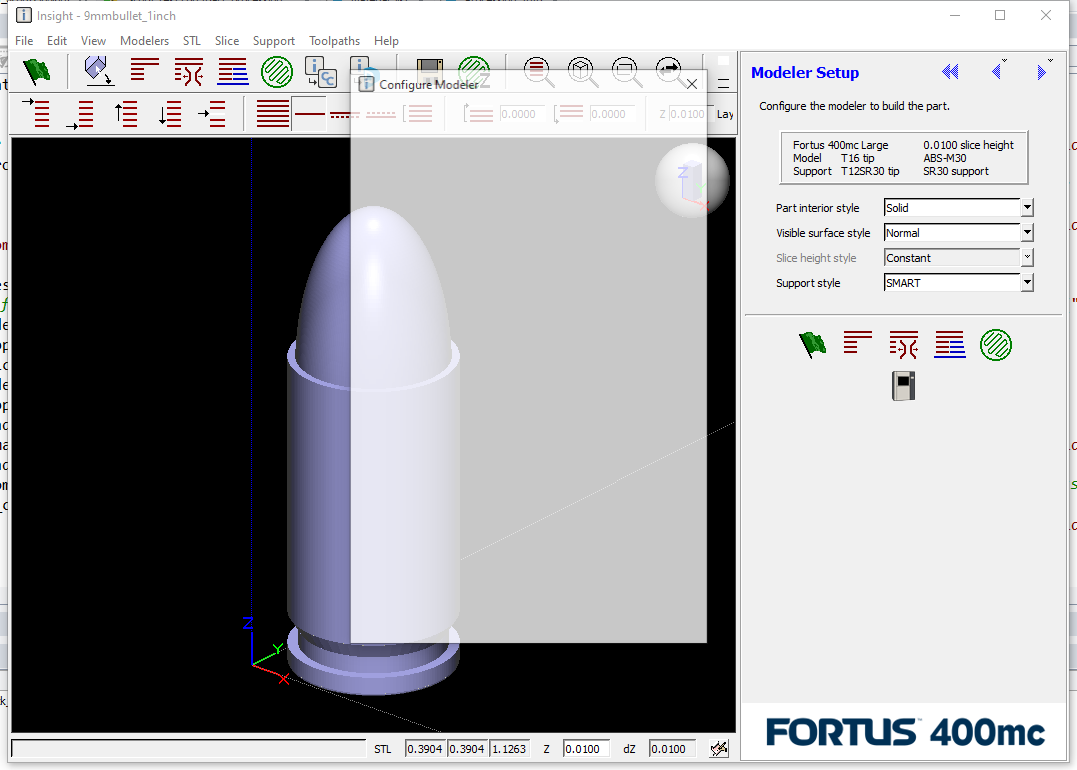 Insight - 9mmbullet_1inch
File Edit View Modelers STL Slice Support Toolpaths Help
Configure Modeler
0.0000 0.0000 Z 0.0100 Lay
Z
X
Z
Y
X
Modeler Setup
Configure the modeler to build the part.
Fortus 400mc Large 0.0100 slice height
Model T16 tip ABS-M30
Support T12SR30 tip SR30 support
Part interior style Solid
Visible surface style Normal
Slice height style Constant
Support style SMART
FORTUS™ 400mc
STL 0.3904 0.3904 1.1263 Z 0.0100 dZ 0.0100